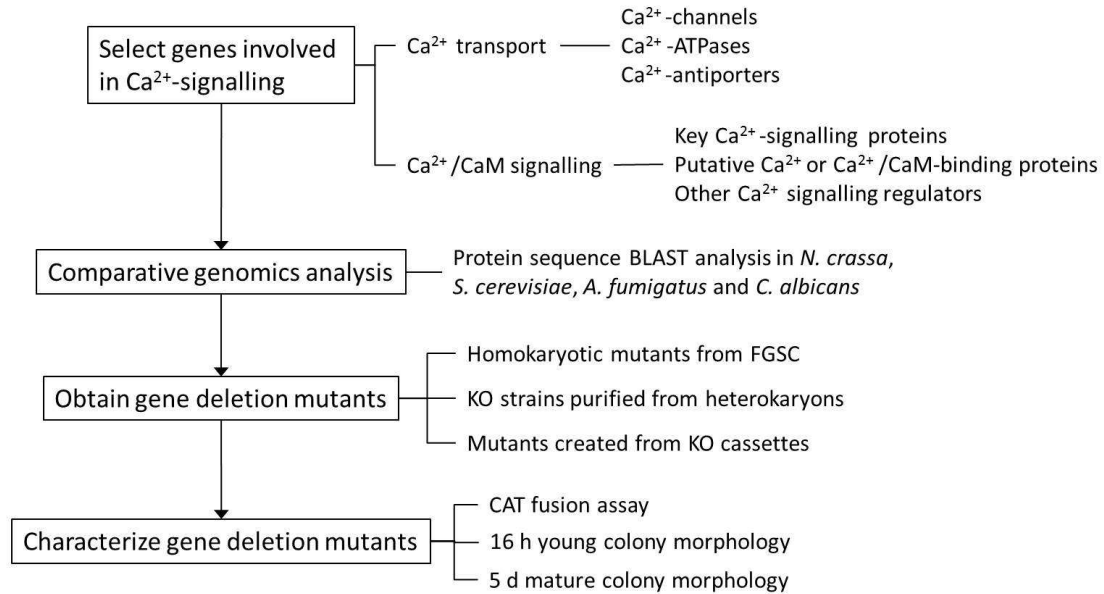 Select genes involved
in Ca²⁺-signalling
Ca²⁺ transport
Ca²⁺-channels
Ca²⁺-ATPases
Ca²⁺-antiporters
Ca²⁺/CaM signalling
Key Ca²⁺-signalling proteins
Putative Ca²⁺ or Ca²⁺/CaM-binding proteins
Other Ca²⁺ signalling regulators
Comparative genomics analysis
Protein sequence BLAST analysis in N. crassa,
S. cerevisiae, A. fumigatus and C. albicans
Obtain gene deletion mutants
Homokaryotic mutants from FGSC
KO strains purified from heterokaryons
Mutants created from KO cassettes
Characterize gene deletion mutants
CAT fusion assay
16 h young colony morphology
5 d mature colony morphology